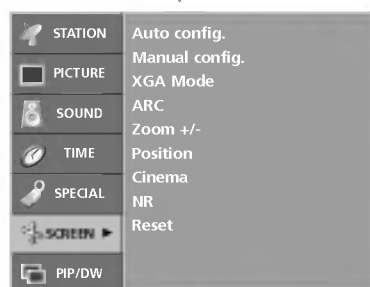 STATION
PICTURE
SOUND
TIME
SPECIAL
SCREEN ►
PIP/DW
Auto config.
Manual config.
XGA Mode
ARC
Zoom +/-
Position
Cinema
NR
Reset